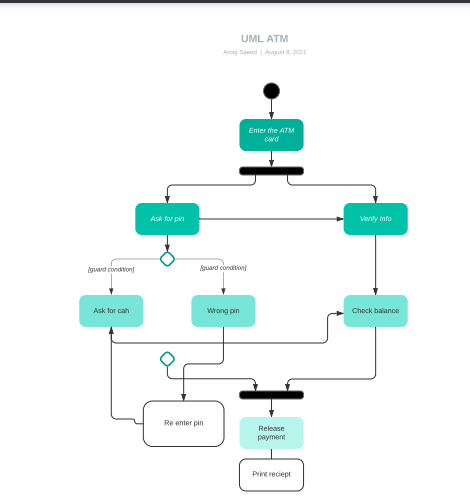 UML ATM
Arooj Saeed | August 8, 2021
Enter the ATM
card
Ask for pin
Verify Info
[guard condition]
[guard condition]
Ask for cah
Wrong pin
Check balance
Re enter pin
Release
payment
Print reciept